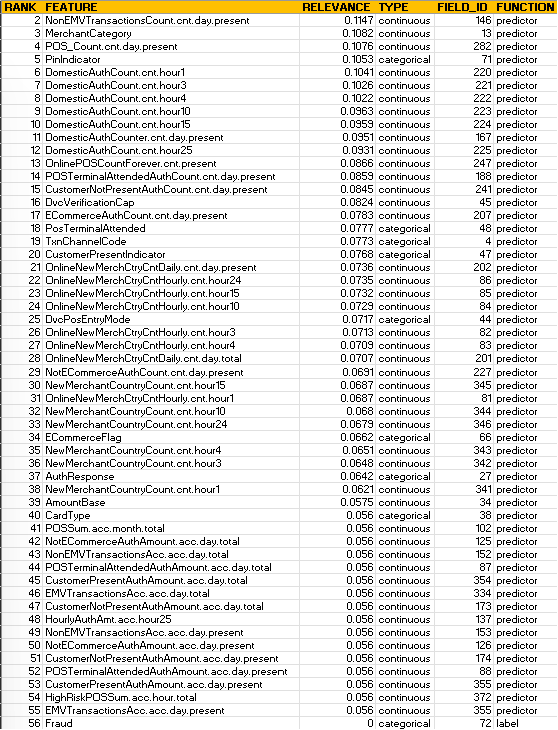 RANK FEATURE RELEVANCE TYPE FIELD_ID FUNCTION
2 NonEMVTransactionsCount.cnt.day.present 0.1147 continuous 146 predictor
3 MerchantCategory 0.1082 continuous 13 predictor
4 POS_Count.cnt.day.present 0.1076 continuous 282 predictor
5 PinIndicator 0.1053 categorical 71 predictor
6 DomesticAuthCount.cnt.hour1 0.1041 continuous 220 predictor
7 DomesticAuthCount.cnt.hour3 0.1026 continuous 221 predictor
8 DomesticAuthCount.cnt.hour4 0.1022 continuous 222 predictor
9 DomesticAuthCount.cnt.hour10 0.0963 continuous 223 predictor
10 DomesticAuthCount.cnt.hour15 0.0959 continuous 224 predictor
11 DomesticAuthCounter.cnt.day.present 0.0951 continuous 167 predictor
12 DomesticAuthCount.cnt.hour25 0.0931 continuous 225 predictor
13 OnlinePOSCountForever.cnt.present 0.0866 continuous 247 predictor
14 POSTerminalAttendedAuthCount.cnt.day.present 0.0859 continuous 188 predictor
15 CustomerNotPresentAuthCount.cnt.day.present 0.0845 continuous 241 predictor
16 DvcVerificationCap 0.0824 continuous 45 predictor
17 ECommerceAuthCount.cnt.day.present 0.0783 continuous 207 predictor
18 PosTerminalAttended 0.0777 categorical 48 predictor
19 TxnChannelCode 0.0773 categorical 4 predictor
20 CustomerPresentIndicator 0.0768 categorical 47 predictor
21 OnlineNewMerchCtryCntDaily.cnt.day.present 0.0736 continuous 202 predictor
22 OnlineNewMerchCtryCntHourly.cnt.hour24 0.0735 continuous 86 predictor
23 OnlineNewMerchCtryCntHourly.cnt.hour15 0.0732 continuous 85 predictor
24 OnlineNewMerchCtryCntHourly.cnt.hour10 0.0729 continuous 84 predictor
25 DvcPosEntryMode 0.0717 categorical 44 predictor
26 OnlineNewMerchCtryCntHourly.cnt.hour3 0.0713 continuous 82 predictor
27 OnlineNewMerchCtryCntHourly.cnt.hour4 0.0709 continuous 83 predictor
28 OnlineNewMerchCtryCntDaily.cnt.day.total 0.0707 continuous 201 predictor
29 NotECommerceAuthCount.cnt.day.present 0.0691 continuous 227 predictor
30 NewMerchantCountryCount.cnt.hour15 0.0687 continuous 345 predictor
31 OnlineNewMerchCtryCntHourly.cnt.hour1 0.0687 continuous 81 predictor
32 NewMerchantCountryCount.cnt.hour10 0.068 continuous 344 predictor
33 NewMerchantCountryCount.cnt.hour24 0.0679 continuous 346 predictor
34 ECommerceFlag 0.0662 categorical 66 predictor
35 NewMerchantCountryCount.cnt.hour4 0.0651 continuous 343 predictor
36 NewMerchantCountryCount.cnt.hour3 0.0648 continuous 342 predictor
37 AuthResponse 0.0642 categorical 27 predictor
38 NewMerchantCountryCount.cnt.hour1 0.0621 continuous 341 predictor
39 AmountBase 0.0575 continuous 34 predictor
40 CardType 0.056 categorical 38 predictor
41 POSSum.acc.month.total 0.056 continuous 102 predictor
42 NotECommerceAuthAmount.acc.day.total 0.056 continuous 125 predictor
43 NonEMVTransactionsAcc.acc.day.total 0.056 continuous 152 predictor
44 POSTerminalAttendedAuthAmount.acc.day.total 0.056 continuous 87 predictor
45 CustomerPresentAuthAmount.acc.day.total 0.056 continuous 354 predictor
46 EMVTransactionsAcc.acc.day.total 0.056 continuous 334 predictor
47 CustomerNotPresentAuthAmount.acc.day.total 0.056 continuous 173 predictor
48 HourlyAuthAmt.acc.hour25 0.056 continuous 137 predictor
49 NonEMVTransactionsAcc.acc.day.present 0.056 continuous 153 predictor
50 NotECommerceAuthAmount.acc.day.present 0.056 continuous 126 predictor
51 CustomerNotPresentAuthAmount.acc.day.present 0.056 continuous 174 predictor
52 POSTerminalAttendedAuthAmount.acc.day.present 0.056 continuous 88 predictor
53 CustomerPresentAuthAmount.acc.day.present 0.056 continuous 355 predictor
54 HighRiskPOSSum.acc.hour.total 0.056 continuous 372 predictor
55 EMVTransactionsAcc.acc.day.present 0.056 continuous 355 predictor
56 Fraud 0 categorical 72 label